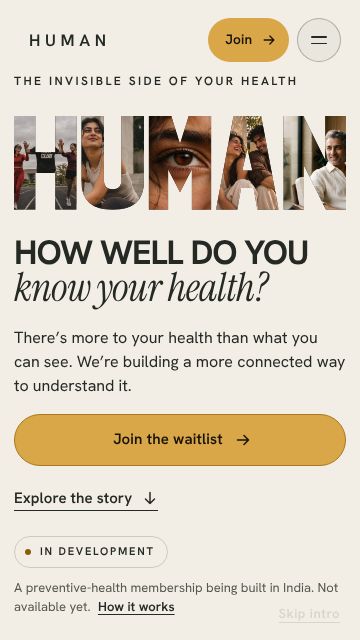 HUMAN
Join →
THE INVISIBLE SIDE OF YOUR HEALTH
HUMAN
HOW WELL DO YOU
know your health?
There’s more to your health than what you
can see. We’re building a more connected way
to understand it.
Join the waitlist →
Explore the story ↓
IN DEVELOPMENT
A preventive-health membership being built in India. Not
available yet. How it works
Skip intro